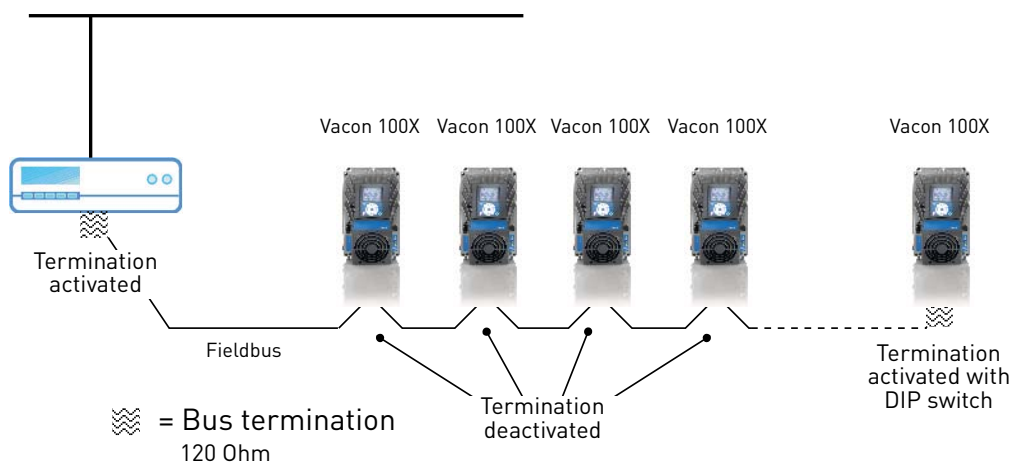 Vacon 100X Vacon 100X Vacon 100X Vacon 100X Vacon 100X
Termination
activated
Fieldbus
Termination
deactivated
Termination
activated with
DIP switch
= Bus termination
120 Ohm